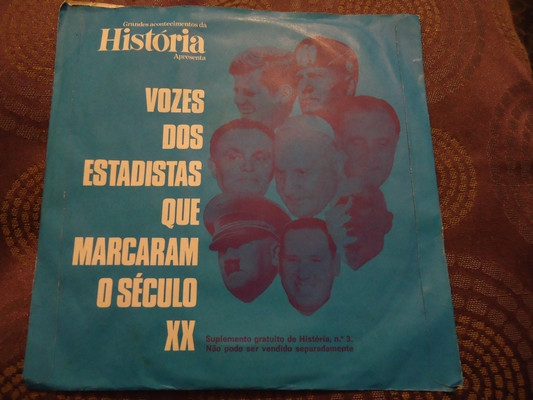 Grandes acontecimentos da
História
Apresenta
VOZES
DOS
ESTADISTAS
QUE
MARCARAM
O SÉCULO
XX
Suplemento gratuito de História, n.º 3.
Não pode ser vendido separadamente